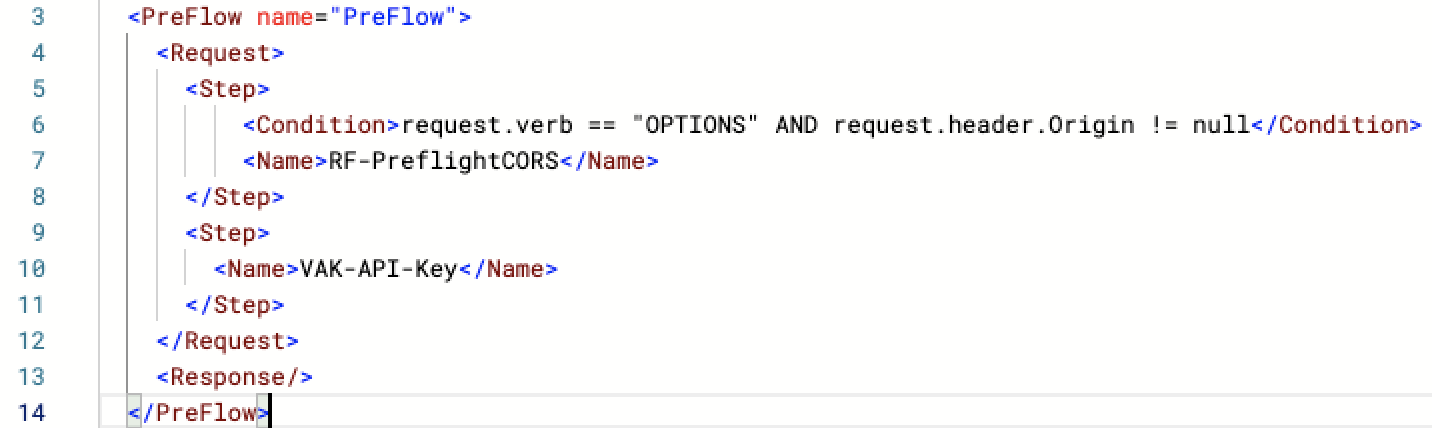 3 <PreFlow name="PreFlow">
4 <Request>
5 <Step>
6 <Condition>request.verb == "OPTIONS" AND request.header.Origin != null</Condition>
7 <Name>RF-PreflightCORS</Name>
8 </Step>
9 <Step>
10 <Name>VAK-API-Key</Name>
11 </Step>
12 </Request>
13 <Response/>
14 </PreFlow>